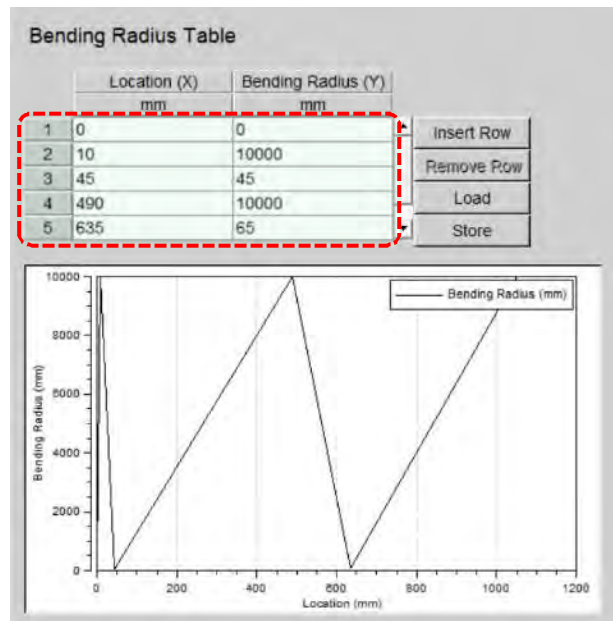 Bending Radius Table
Location (X) Bending Radius (Y)
mm mm
1 0 0 Insert Row
2 10 10000 Remove Row
3 45 45
4 490 10000 Load
5 635 65 Store
Bending Radius (mm)
10000
8000
6000
4000
2000
0
Bending Radius (mm)
0 200 400 600 800 1000 1200
Location (mm)